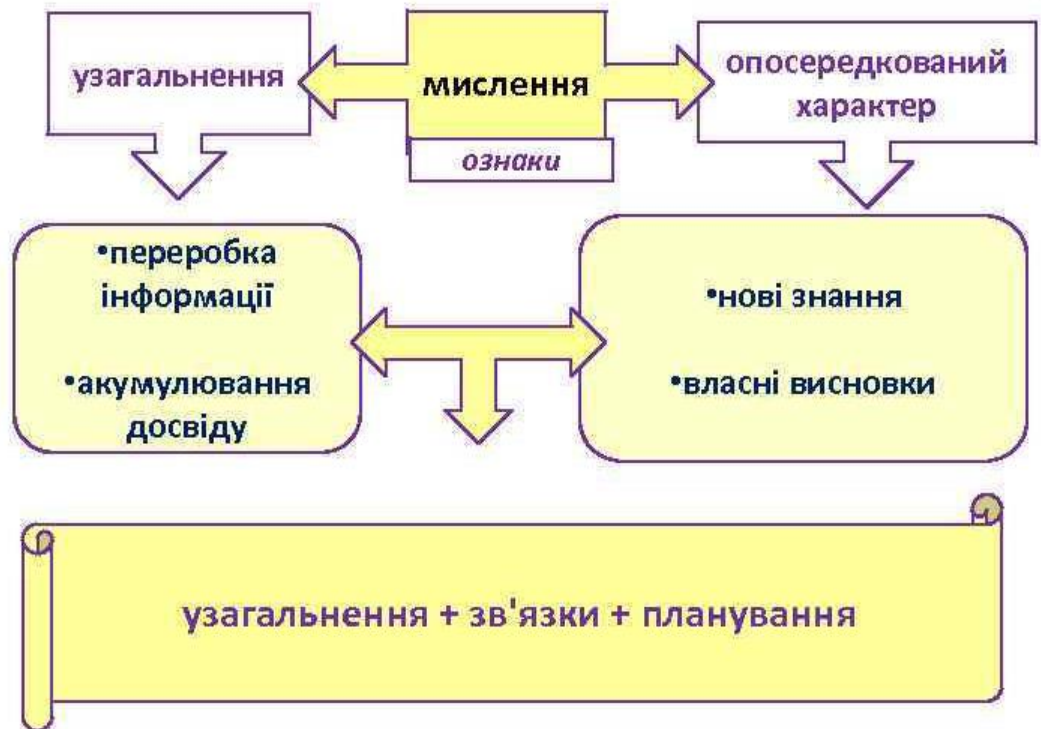 узагальнення
мислення
опосередкований
характер
ознаки
•переробка
інформації
•акумулювання
досвіду
•нові знання
•власні висновки
узагальнення + зв'язки + планування